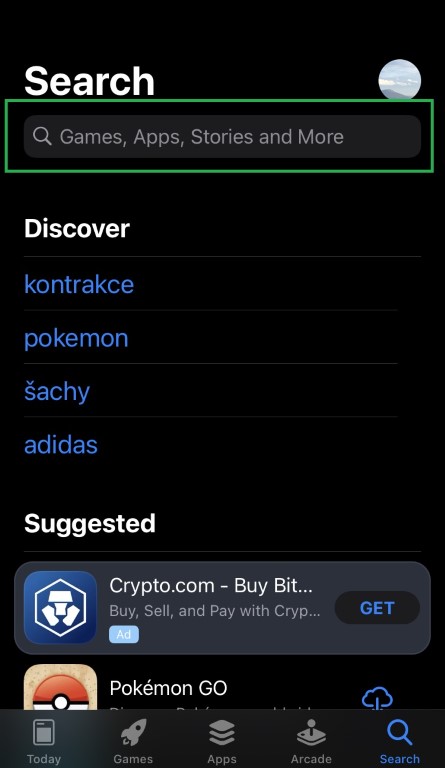 Search
Games, Apps, Stories and More
Discover
kontrakce
pokemon
šachy
adidas
Suggested
Crypto.com - Buy Bit...
Buy, Sell, and Pay with Cryp...
GET
Ad
Pokémon GO
Today
Games
Apps
Arcade
Search